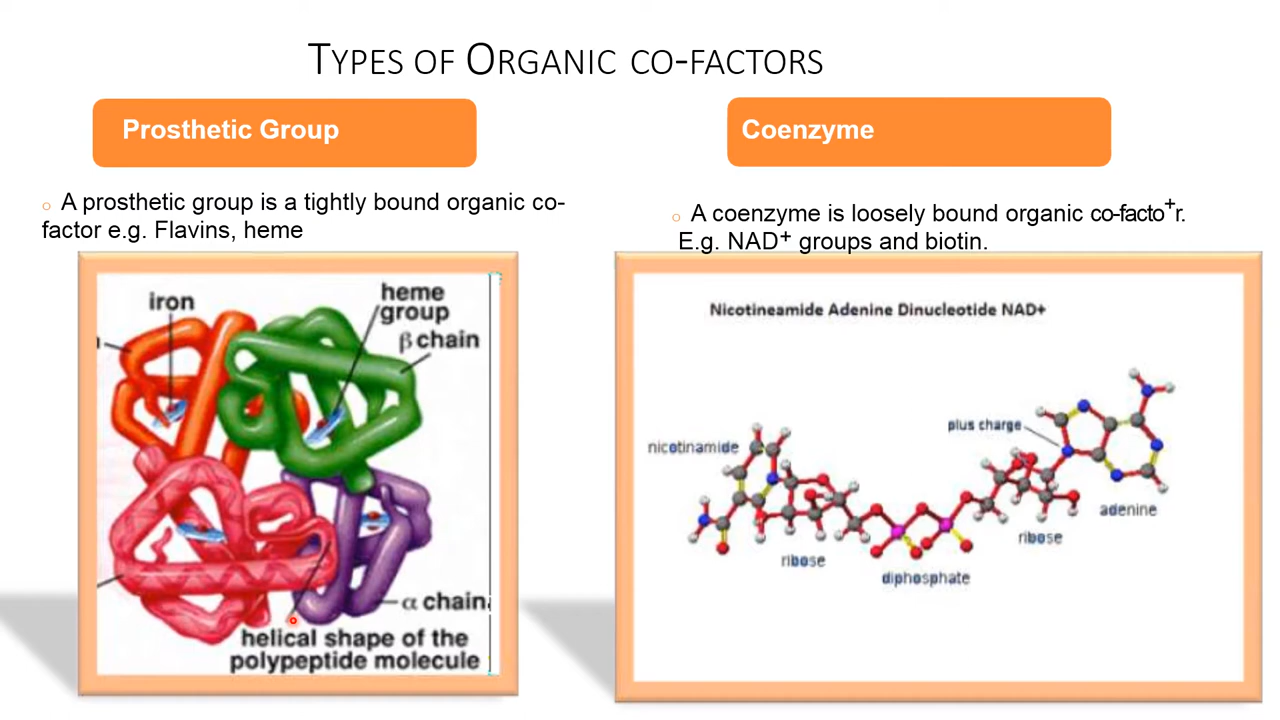 TYPES OF ORGANIC CO-FACTORS
Prosthetic Group
A prosthetic group is a tightly bound organic co-
factor e.g. Flavins, heme
iron
heme
group
β chain
α chain
helical shape of the
polypeptide molecule
Coenzyme
A coenzyme is loosely bound organic co-facto⁺r.
E.g. NAD⁺ groups and biotin.
Nicotineamide Adenine Dinucleotide NAD+
nicotinamide
plus charge
adenine
ribose
ribose
diphosphate